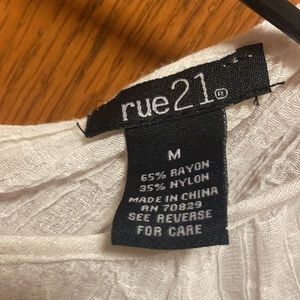 rue21®
M
65% RAYON
35% NYLON
MADE IN CHINA
RN 70829
SEE REVERSE
FOR CARE